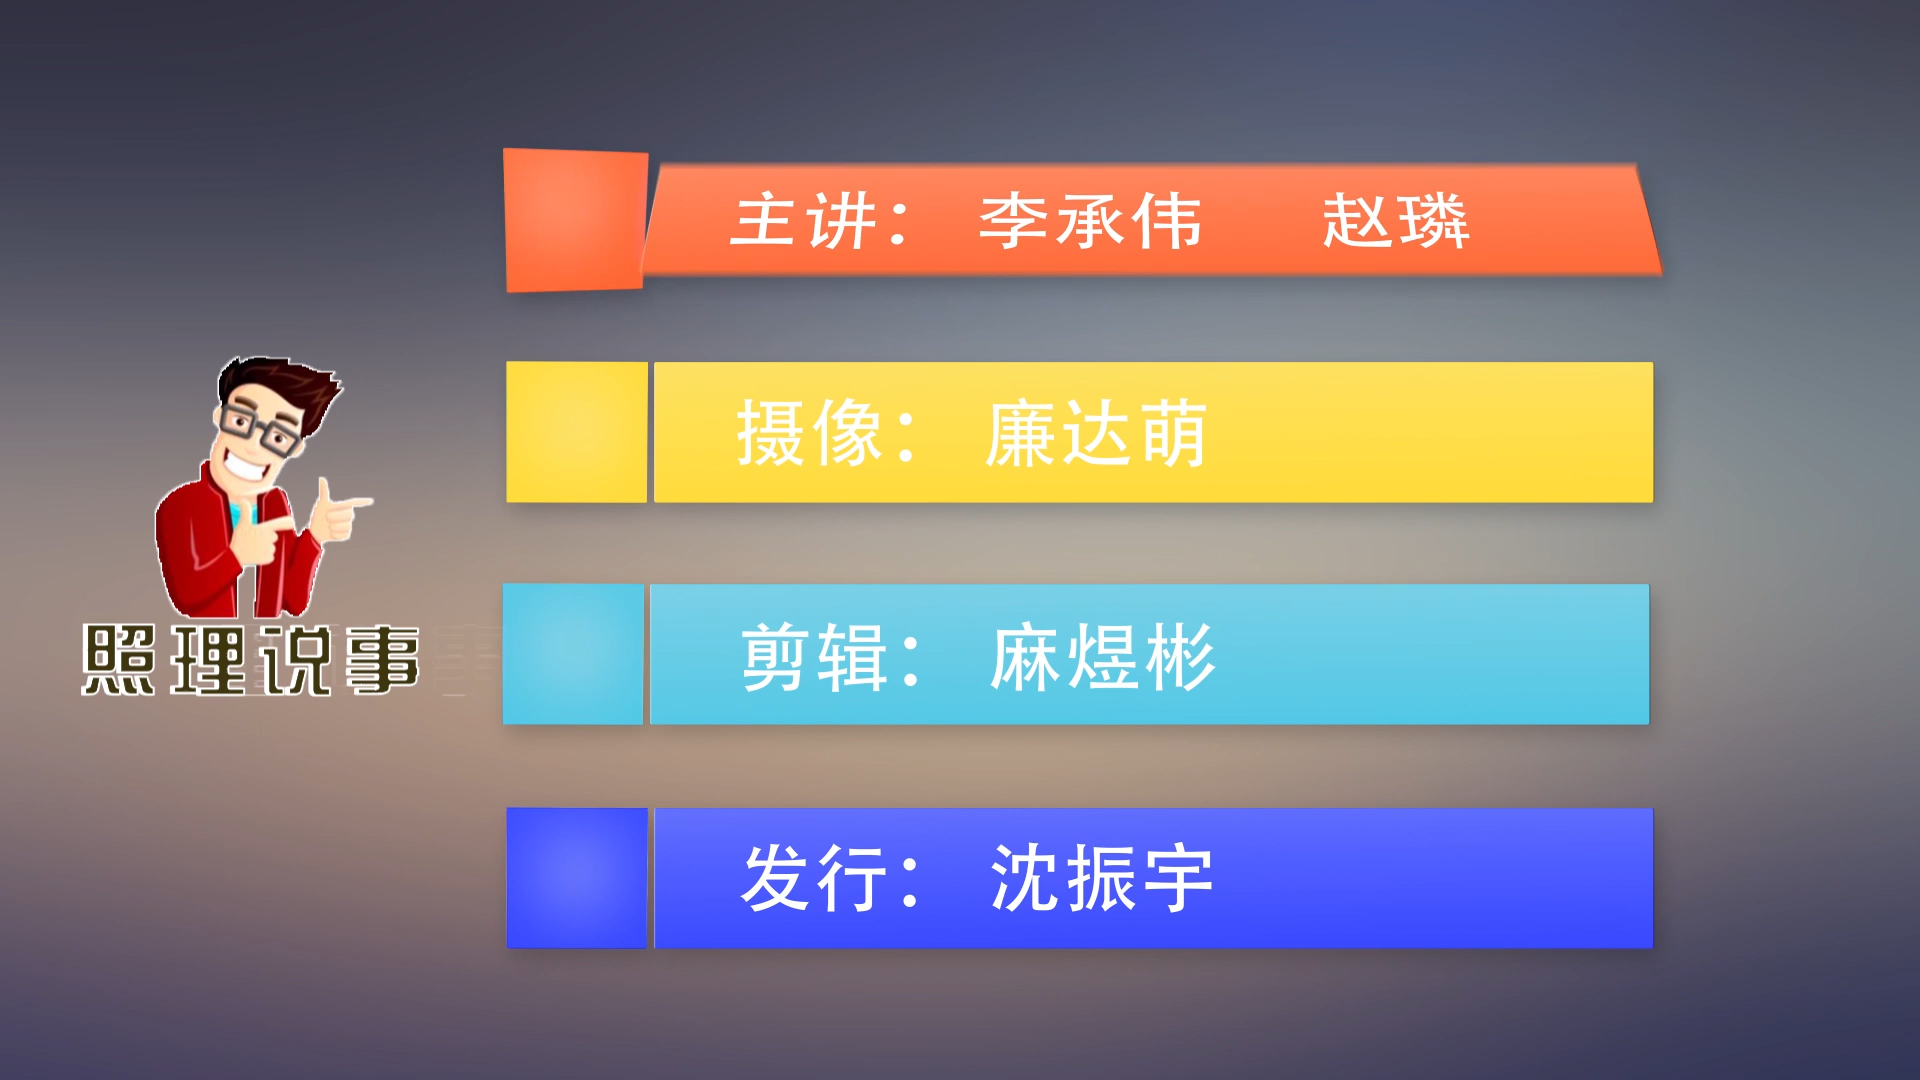 主讲： 李承伟 赵璘
摄像： 廉达萌
剪辑： 麻煜彬
发行： 沈振宇
照理说事